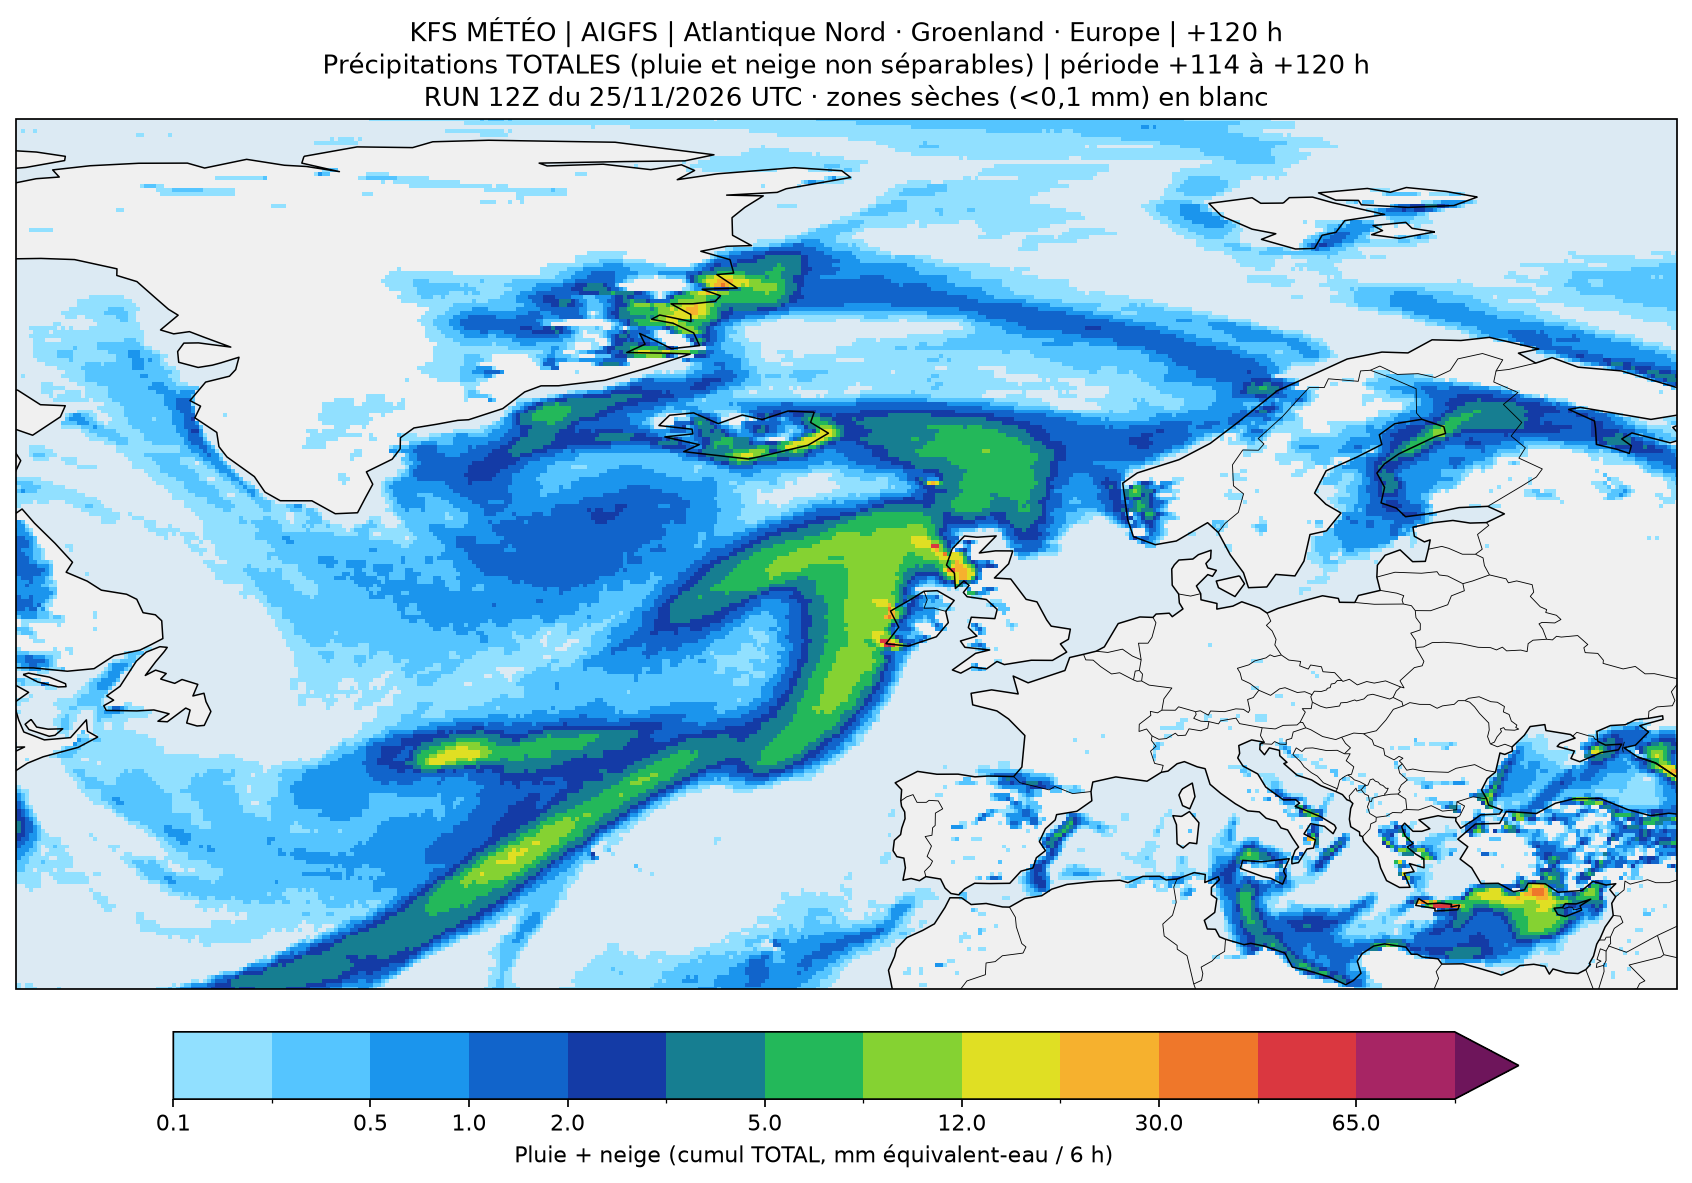 KFS MÉTÉO | AIGFS | Atlantique Nord · Groenland · Europe | +120 h
Précipitations TOTALES (pluie et neige non séparables) | période +114 à +120 h
RUN 12Z du 25/11/2026 UTC · zones sèches (<0,1 mm) en blanc
0.1 0.5 1.0 2.0 5.0 12.0 30.0 65.0
Pluie + neige (cumul TOTAL, mm équivalent-eau / 6 h)